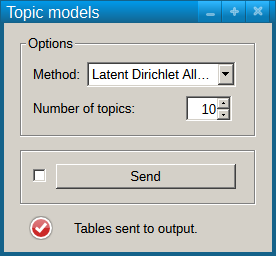 Topic models
Options
Method: Latent Dirichlet All...
Number of topics: 10
Send
Tables sent to output.